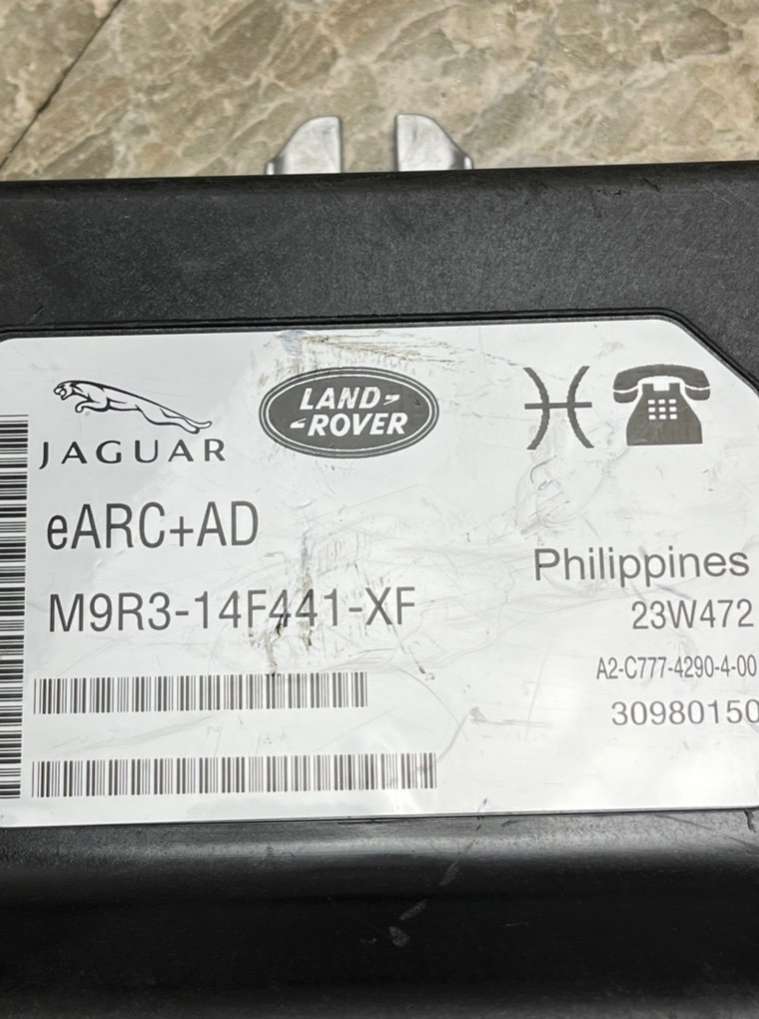 JAGUAR
LAND-
-ROVER
eARC+AD
M9R3-14F441-XF
Philippines
23W472
A2-C777-4290-4-00
30980150